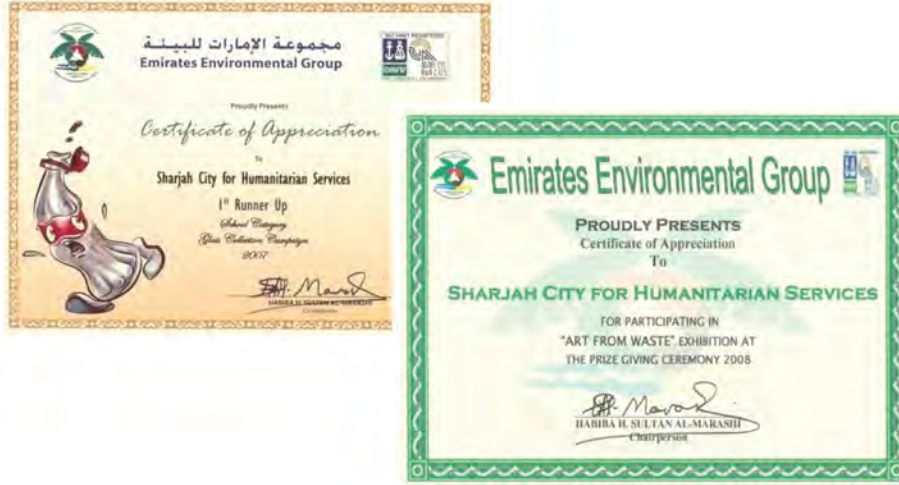 مجموعة الإمارات للبيئة
Emirates Environmental Group
Proudly Presents
Certificate of Appreciation
To
Sharjah City for Humanitarian Services
1st Runner Up
School Category
Glass Collection Campaign
2007
HABIBA H. SULTAN AL-MARASHI
Chairperson
Emirates Environmental Group
PROUDLY PRESENTS
Certificate of Appreciation
To
SHARJAH CITY FOR HUMANITARIAN SERVICES
FOR PARTICIPATING IN
"ART FROM WASTE" EXHIBITION AT
THE PRIZE GIVING CEREMONY 2008
HABIBA H. SULTAN AL-MARASHI
Chairperson